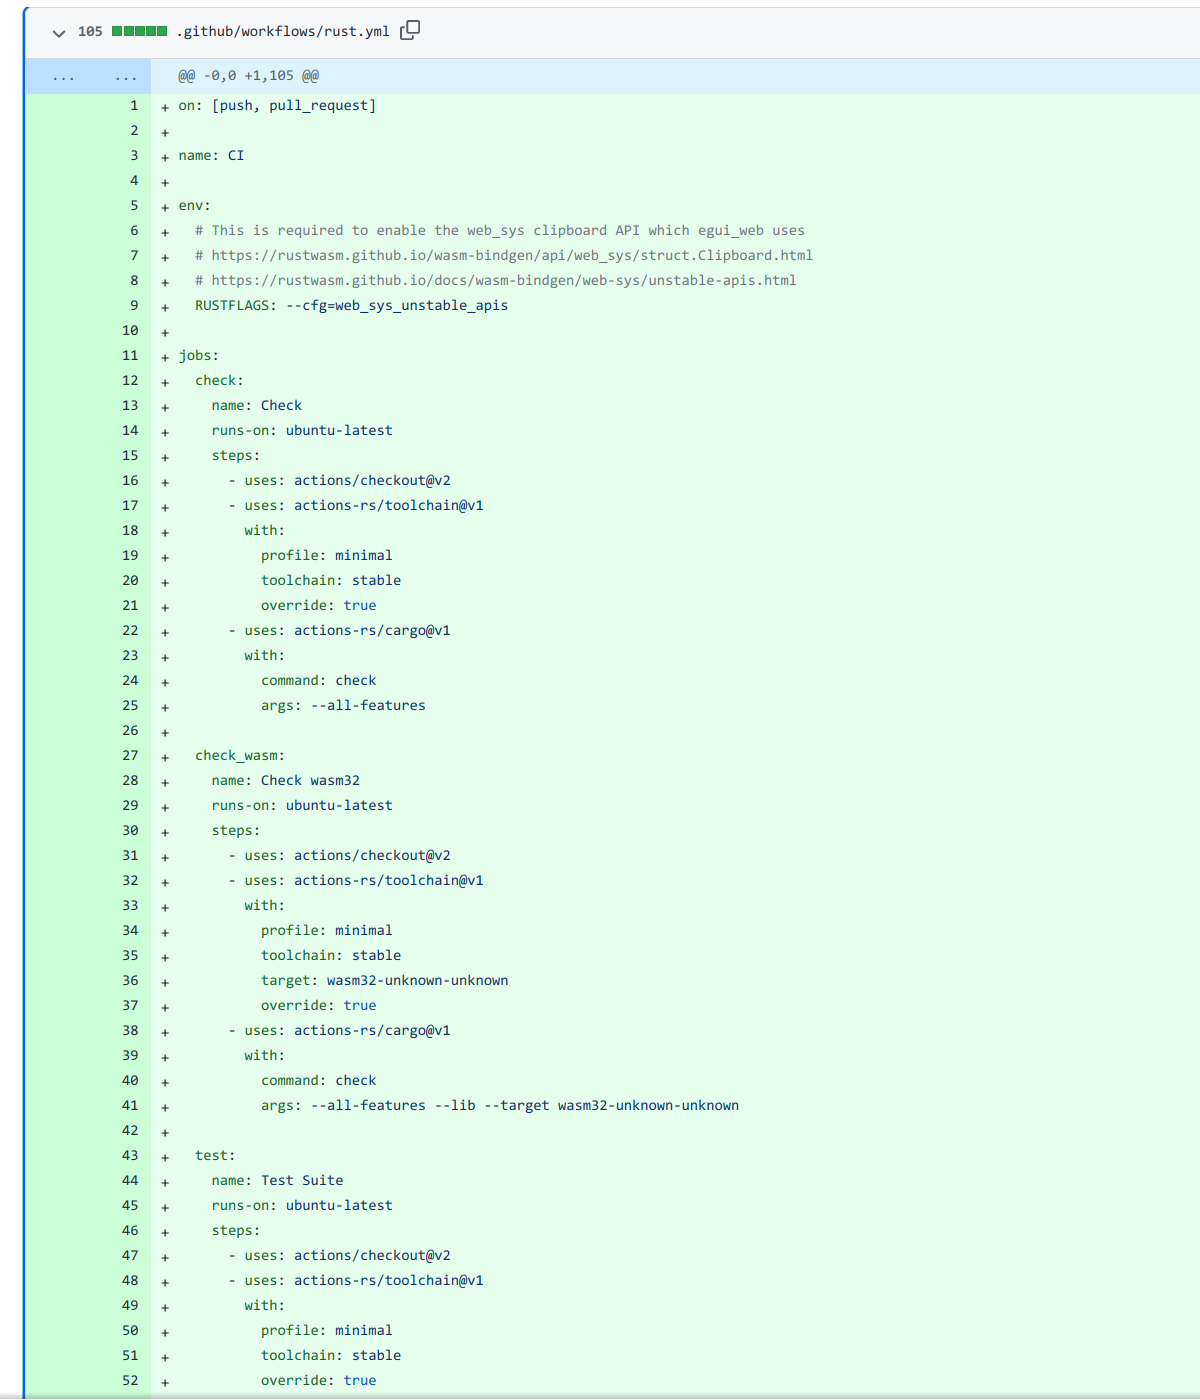 105 .github/workflows/rust.yml
... ... @@ -0,0 +1,105 @@
1 + on: [push, pull_request]
2 +
3 + name: CI
4 +
5 + env:
6 +   # This is required to enable the web_sys clipboard API which egui_web uses
7 +   # https://rustwasm.github.io/wasm-bindgen/api/web_sys/struct.Clipboard.html
8 +   # https://rustwasm.github.io/docs/wasm-bindgen/web-sys/unstable-apis.html
9 +   RUSTFLAGS: --cfg=web_sys_unstable_apis
10 +
11 + jobs:
12 +   check:
13 +     name: Check
14 +     runs-on: ubuntu-latest
15 +     steps:
16 +       - uses: actions/checkout@v2
17 +       - uses: actions-rs/toolchain@v1
18 +         with:
19 +           profile: minimal
20 +           toolchain: stable
21 +           override: true
22 +       - uses: actions-rs/cargo@v1
23 +         with:
24 +           command: check
25 +           args: --all-features
26 +
27 +   check_wasm:
28 +     name: Check wasm32
29 +     runs-on: ubuntu-latest
30 +     steps:
31 +       - uses: actions/checkout@v2
32 +       - uses: actions-rs/toolchain@v1
33 +         with:
34 +           profile: minimal
35 +           toolchain: stable
36 +           target: wasm32-unknown-unknown
37 +           override: true
38 +       - uses: actions-rs/cargo@v1
39 +         with:
40 +           command: check
41 +           args: --all-features --lib --target wasm32-unknown-unknown
42 +
43 +   test:
44 +     name: Test Suite
45 +     runs-on: ubuntu-latest
46 +     steps:
47 +       - uses: actions/checkout@v2
48 +       - uses: actions-rs/toolchain@v1
49 +         with:
50 +           profile: minimal
51 +           toolchain: stable
52 +           override: true